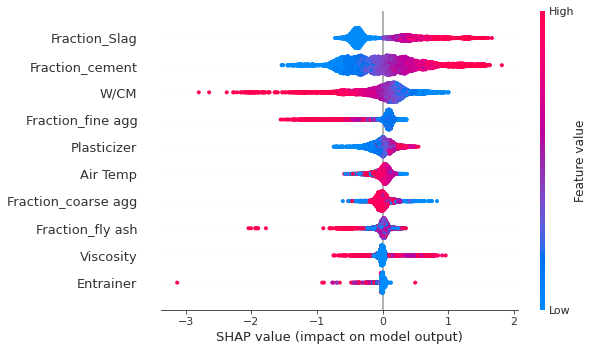 High
Fraction_Slag
Fraction_cement
W/CM
Fraction_fine agg
Plasticizer
Air Temp
Fraction_coarse agg
Fraction_fly ash
Viscosity
Entrainer
Feature value
Low
−3 −2 −1 0 1 2
SHAP value (impact on model output)